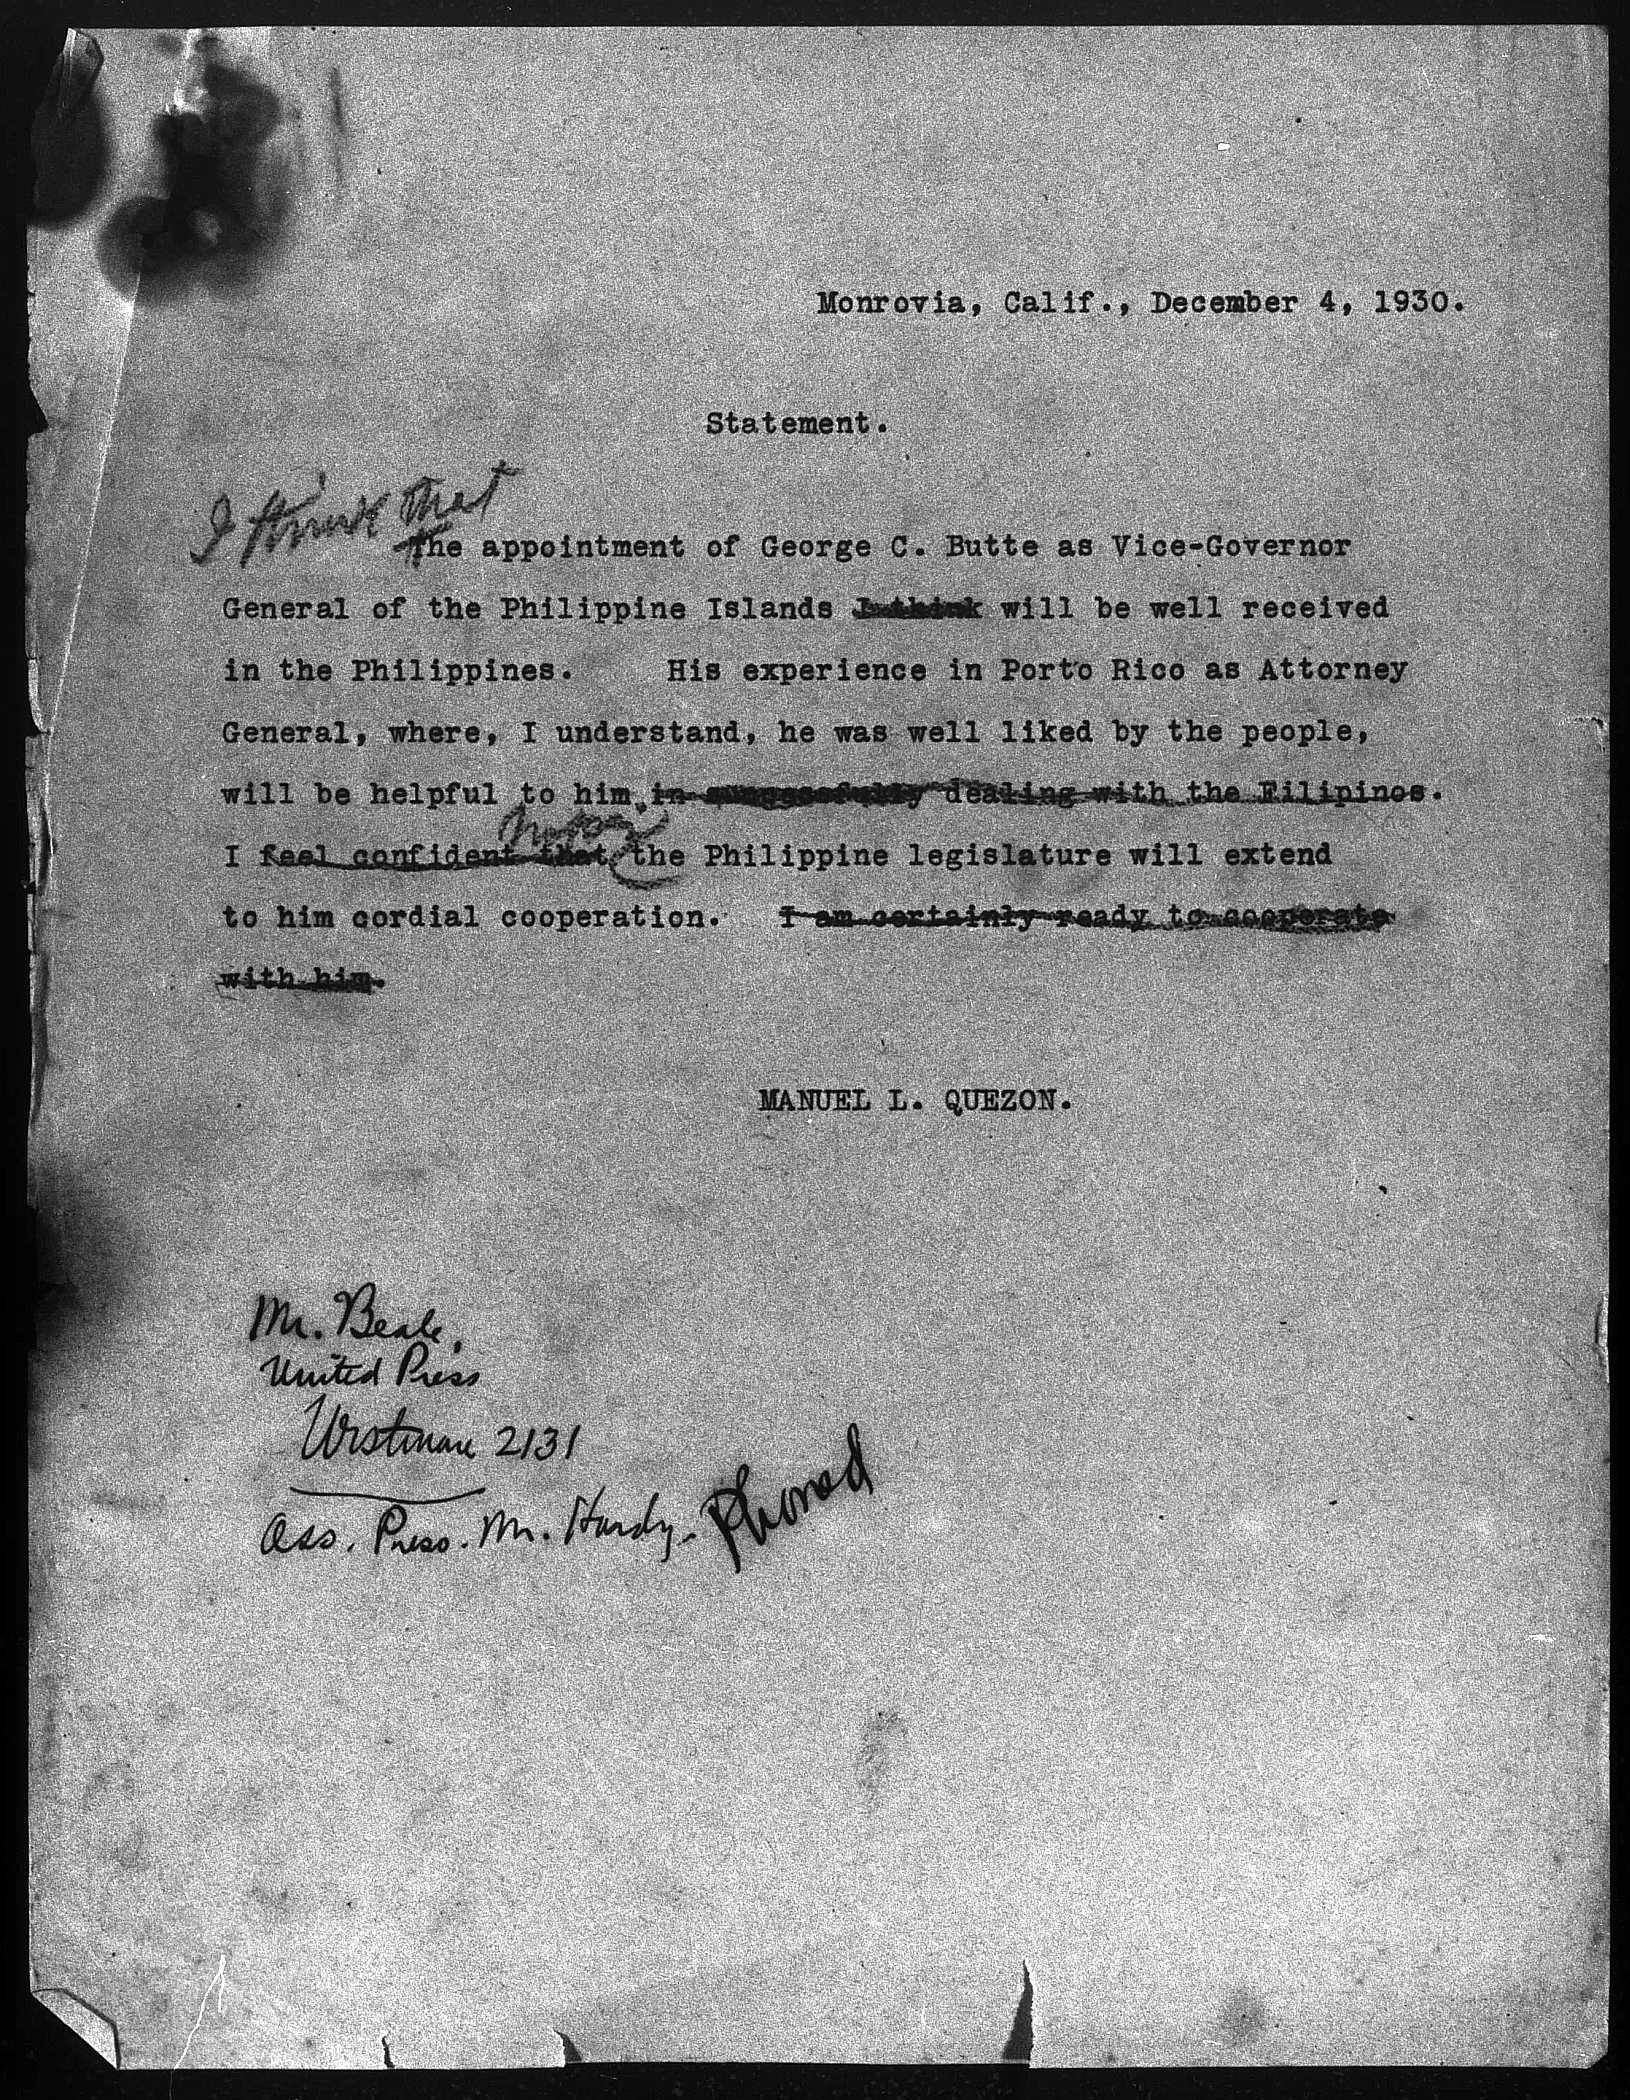 Monrovia, Calif., December 4, 1930.
Statement.
I think that
The appointment of George C. Butte as Vice-Governor
General of the Philippine Islands I think will be well received
in the Philippines. His experience in Porto Rico as Attorney
General, where, I understand, he was well liked by the people,
will be helpful to him. in successfully dealing with the Filipinos.
I feel confident that the Philippine legislature will extend
to him cordial cooperation. I am certainly ready to cooperate
with him.
MANUEL L. QUEZON.
Mr. Beale,
United Press
Westmore 2131
Ass. Press. Mr. Hardy- Phoned